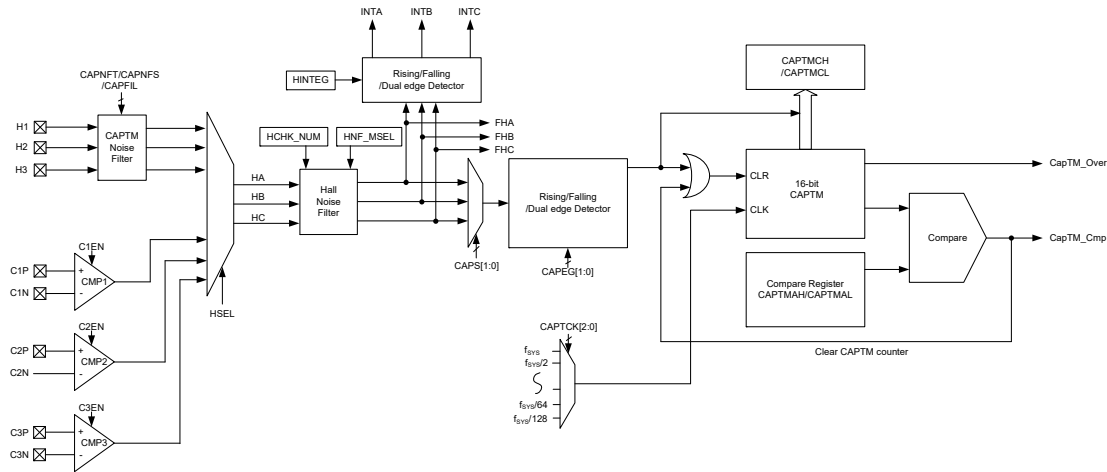 INTA INTB INTC
CAPNFT/CAPNFS
/CAPFIL
HINTEG
Rising/Falling
/Dual edge Detector
CAPTMCH
/CAPTMCL
H1
H2
H3
CAPTM
Noise
Filter
HCHK_NUM
HNF_MSEL
FHA
FHB
FHC
HA
HB
HC
Hall
Noise
Filter
Rising/Falling
/Dual edge Detector
CLR
CLK
16-bit
CAPTM
CapTM_Over
Compare
CapTM_Cmp
CAPS[1:0]
CAPEG[1:0]
Compare Register
CAPTMAH/CAPTMAL
C1EN
C1P
C1N
+
-
CMP1
HSEL
C2EN
C2P
C2N
+
-
CMP2
CAPTCK[2:0]
Clear CAPTM counter
fSYS
fSYS/2
fSYS/64
fSYS/128
C3EN
C3P
C3N
+
-
CMP3